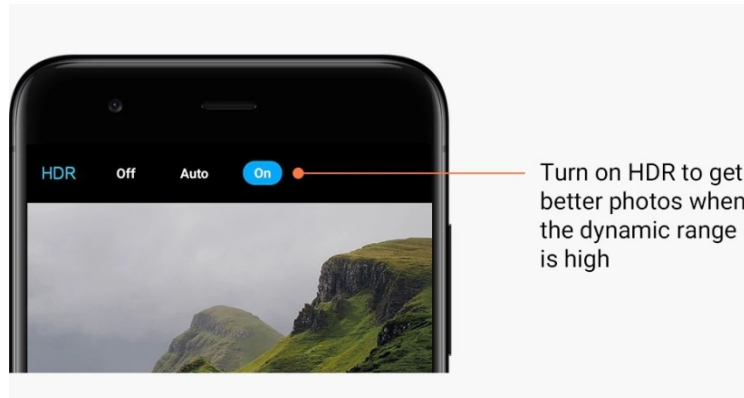 HDR Off Auto On
Turn on HDR to get
better photos when
the dynamic range
is high